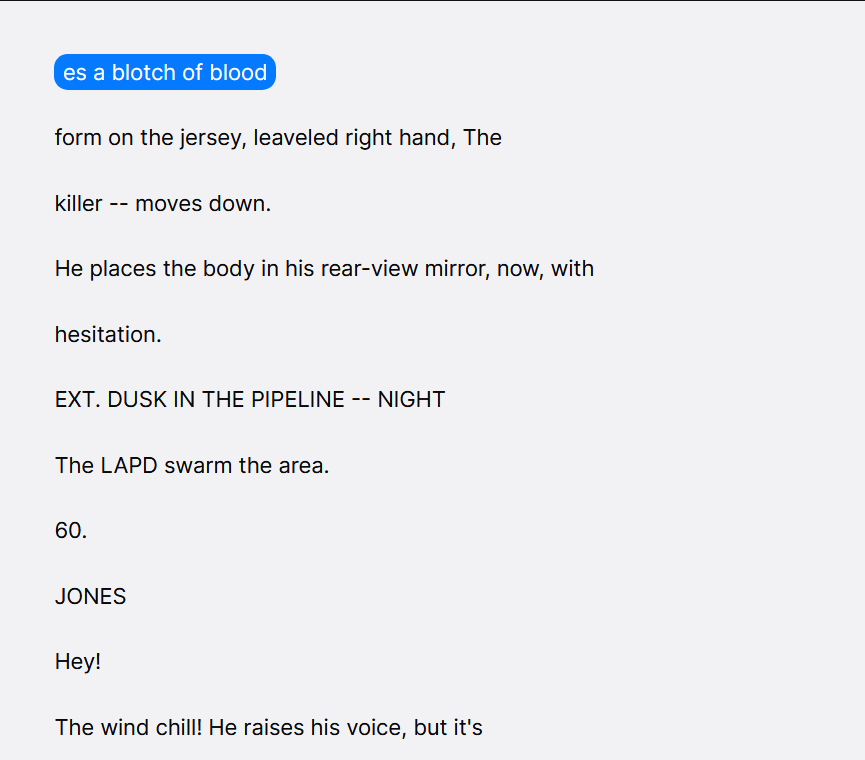 es a blotch of blood
form on the jersey, leaveled right hand, The
killer -- moves down.
He places the body in his rear-view mirror, now, with
hesitation.
EXT. DUSK IN THE PIPELINE -- NIGHT
The LAPD swarm the area.
60.
JONES
Hey!
The wind chill! He raises his voice, but it's